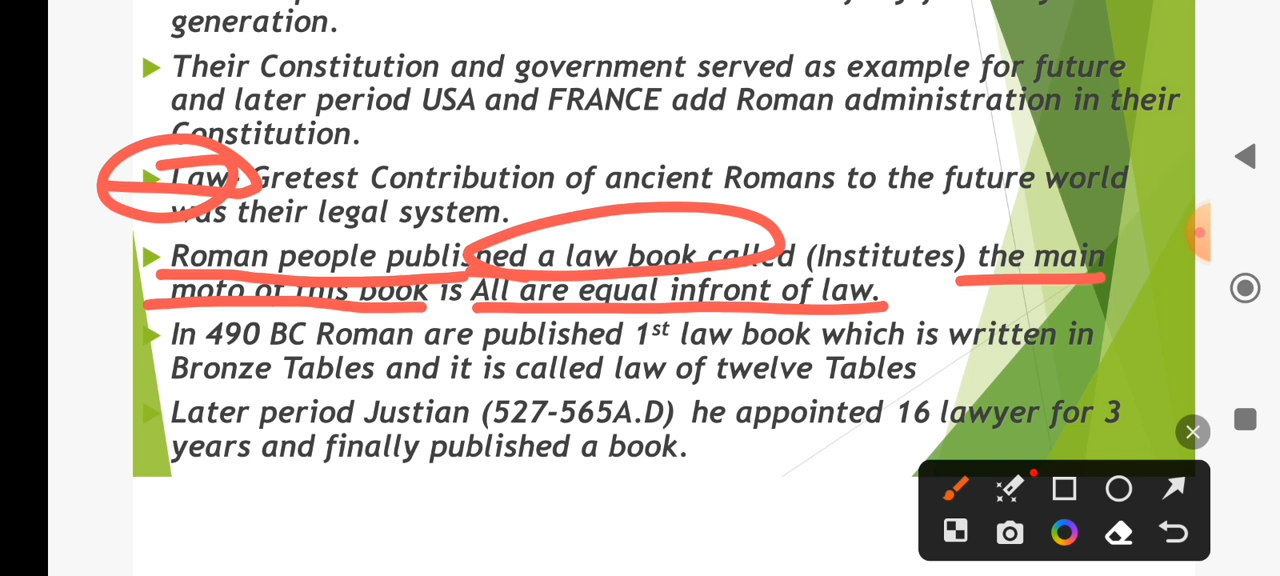 generation.
Their Constitution and government served as example for future
and later period USA and FRANCE add Roman administration in their
Constitution.
Law- Gretest Contribution of ancient Romans to the future world
was their legal system.
Roman people published a law book called (Institutes) the main
moto of this book is All are equal infront of law.
In 490 BC Roman are published 1st law book which is written in
Bronze Tables and it is called law of twelve Tables
Later period Justian (527-565A.D) he appointed 16 lawyer for 3
years and finally published a book.